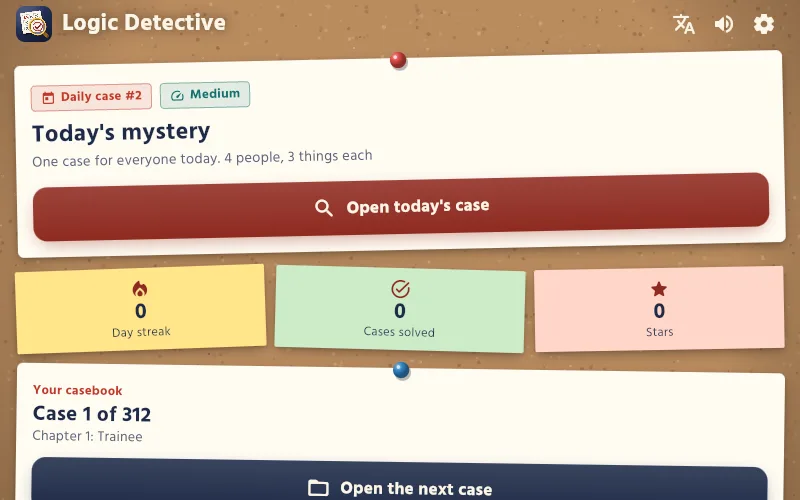 Logic Detective
Daily case #2
Medium
Today's mystery
One case for everyone today. 4 people, 3 things each
Open today's case
0
Day streak
0
Cases solved
0
Stars
Your casebook
Case 1 of 312
Chapter 1: Trainee
Open the next case